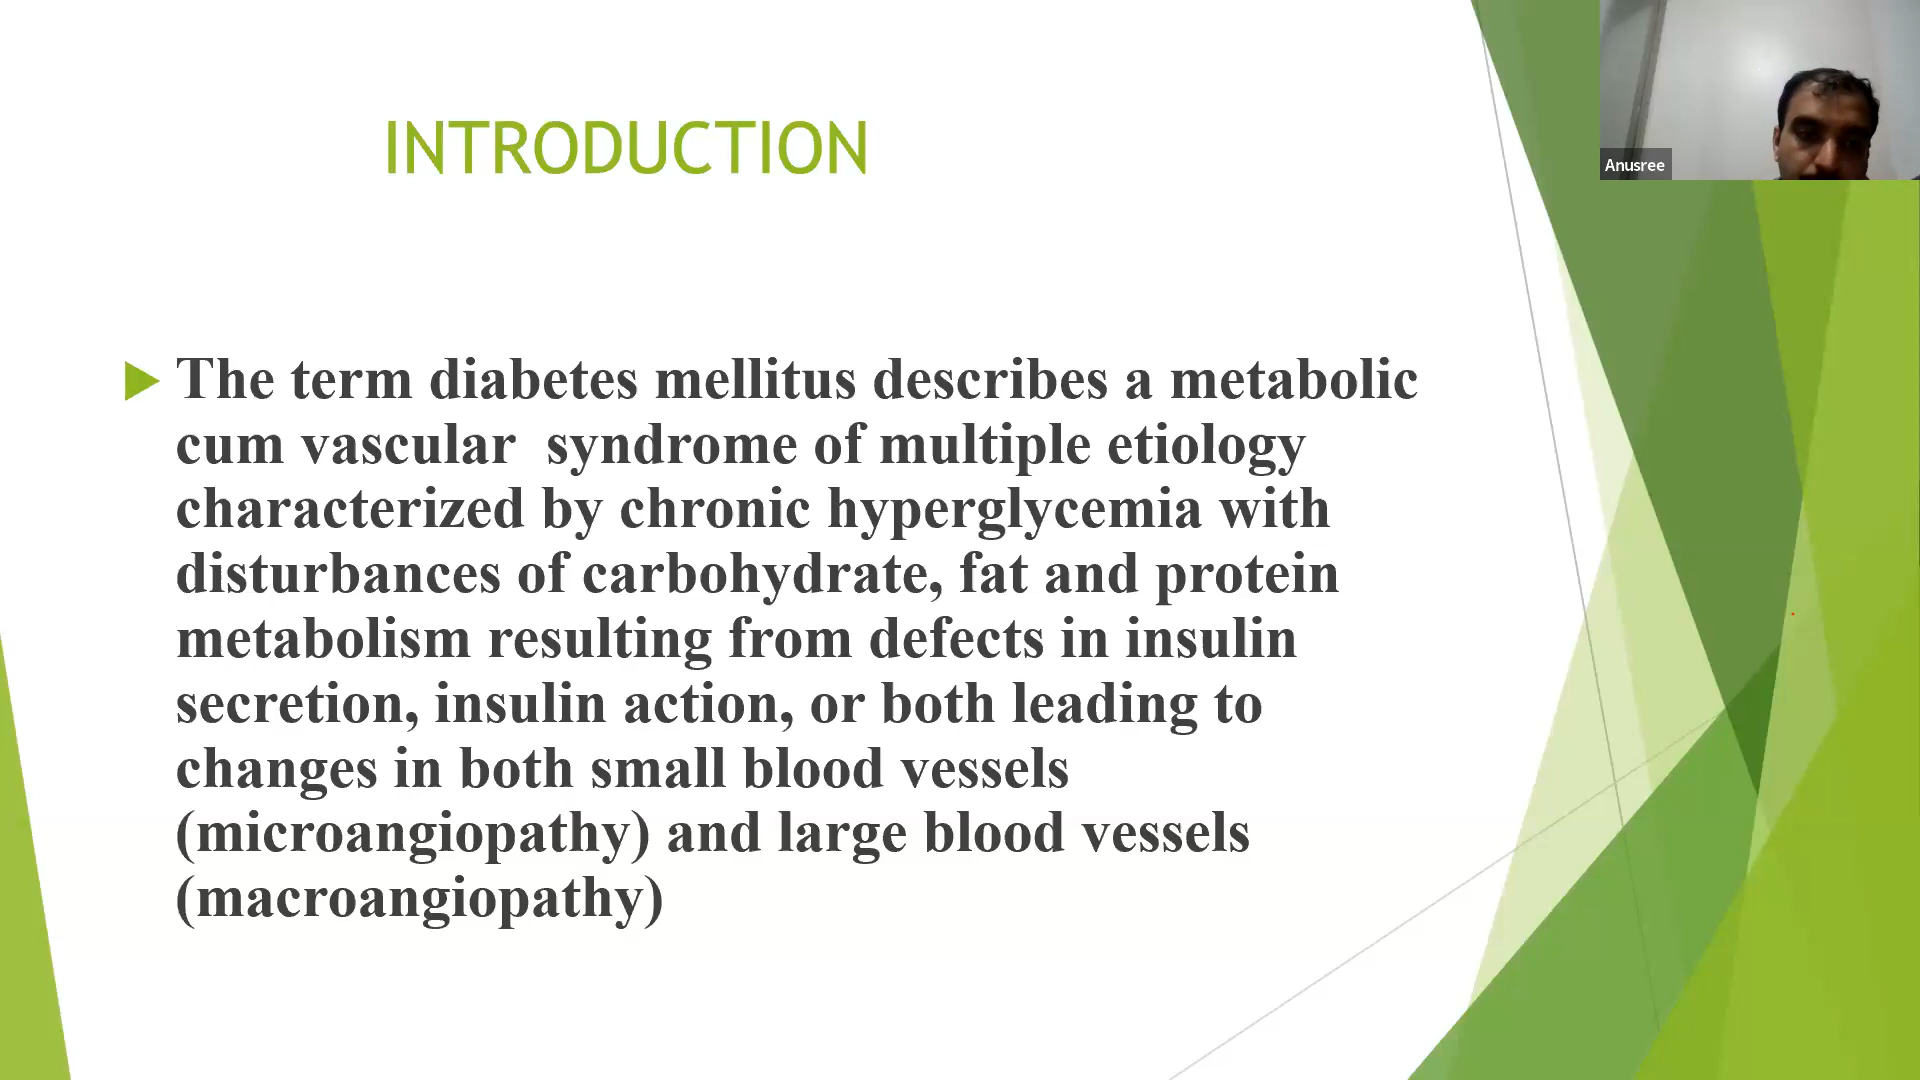 INTRODUCTION
Anusree
The term diabetes mellitus describes a metabolic
cum vascular  syndrome of multiple etiology
characterized by chronic hyperglycemia with
disturbances of carbohydrate, fat and protein
metabolism resulting from defects in insulin
secretion, insulin action, or both leading to
changes in both small blood vessels
(microangiopathy) and large blood vessels
(macroangiopathy)